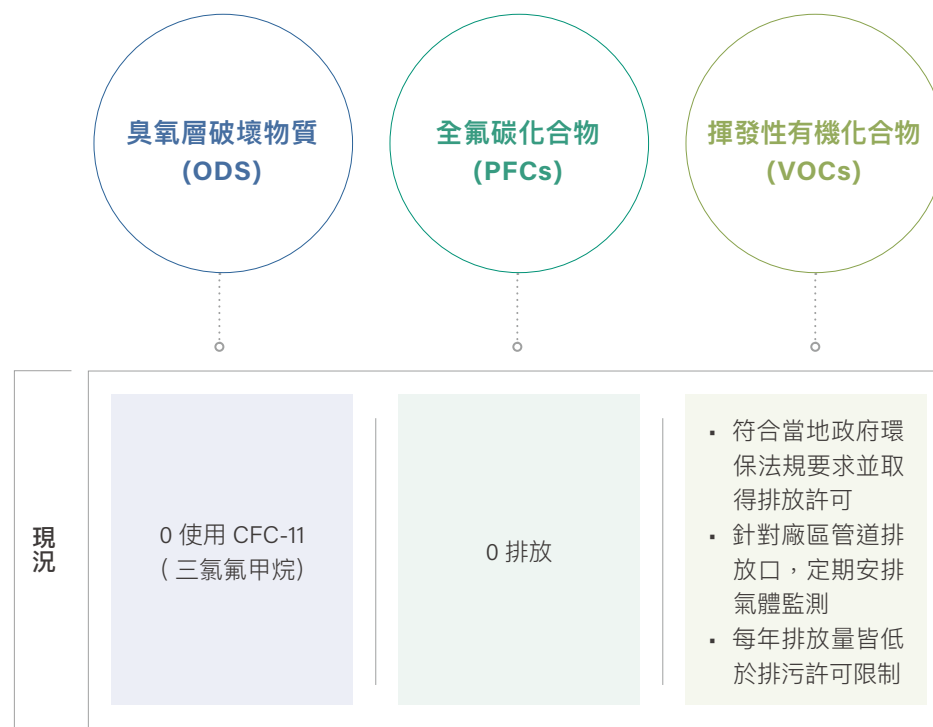 臭氧層破壞物質
(ODS)
全氟碳化合物
(PFCs)
揮發性有機化合物
(VOCs)
現況
0 使用 CFC-11
( 三氯氟甲烷)
0 排放
▪ 符合當地政府環
保法規要求並取
得排放許可
▪ 針對廠區管道排
放口，定期安排
氣體監測
▪ 每年排放量皆低
於排污許可限制